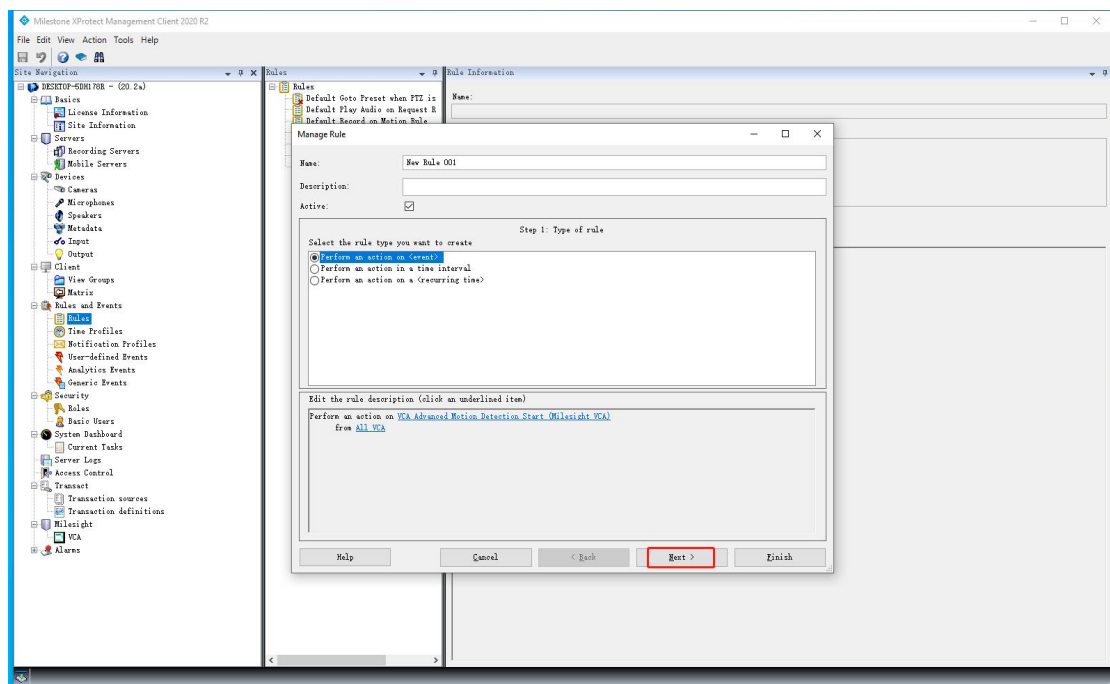 Milestone XProtect Management Client 2020 R2
File Edit View Action Tools Help
Site Navigation
DESKTOP-5DH178R - (20.2a)
Basics
License Information
Site Information
Servers
Recording Servers
Mobile Servers
Devices
Cameras
Microphones
Speakers
Metadata
Input
Output
Client
View Groups
Matrix
Rules and Events
Rules
Time Profiles
Notification Profiles
User-defined Events
Analytics Events
Generic Events
Security
Roles
Basic Users
System Dashboard
Current Tasks
Server Logs
Access Control
Transact
Transaction sources
Transaction definitions
Milesight
VCA
Alarms
Rules
Rules
Default Goto Preset when PTZ is
Default Play Audio on Request R
Default Record on Motion Rule
Rule Information
Name:
Manage Rule
Name: New Rule 001
Description:
Active:
Step 1: Type of rule
Select the rule type you want to create
Perform an action on <event>
Perform an action in a time interval
Perform an action on a <recurring time>
Edit the rule description (click an underlined item)
Perform an action on VCA Advanced Motion Detection Start (Milesight VCA)
from All VCA
Help Cancel < Back Next > Finish